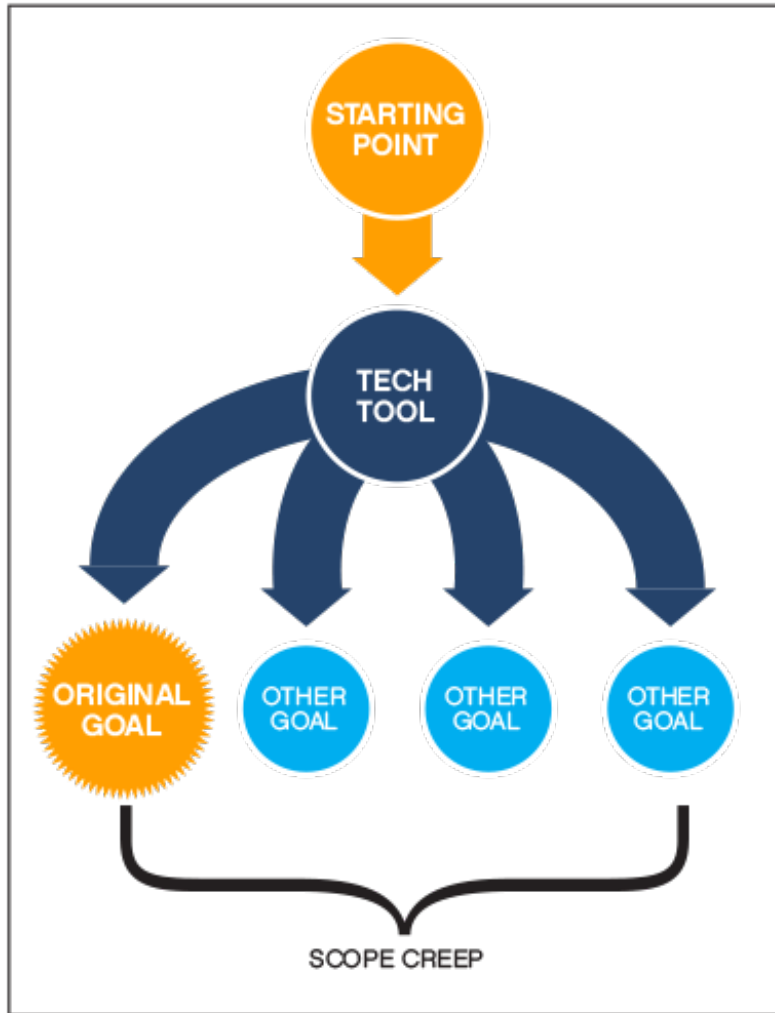 STARTING
POINT
TECH
TOOL
ORIGINAL
GOAL
OTHER
GOAL
OTHER
GOAL
OTHER
GOAL
SCOPE CREEP